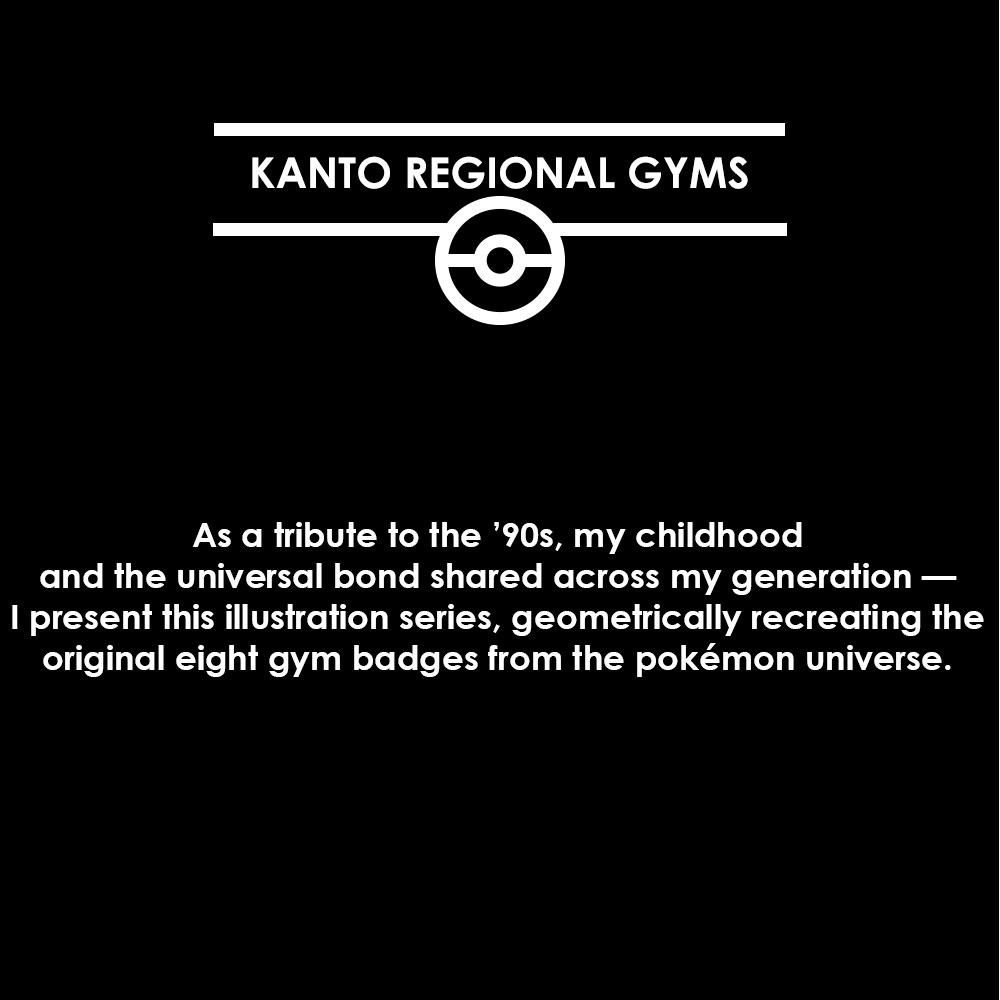 KANTO REGIONAL GYMS
As a tribute to the ’90s, my childhood
and the universal bond shared across my generation —
I present this illustration series, geometrically recreating the
original eight gym badges from the pokémon universe.